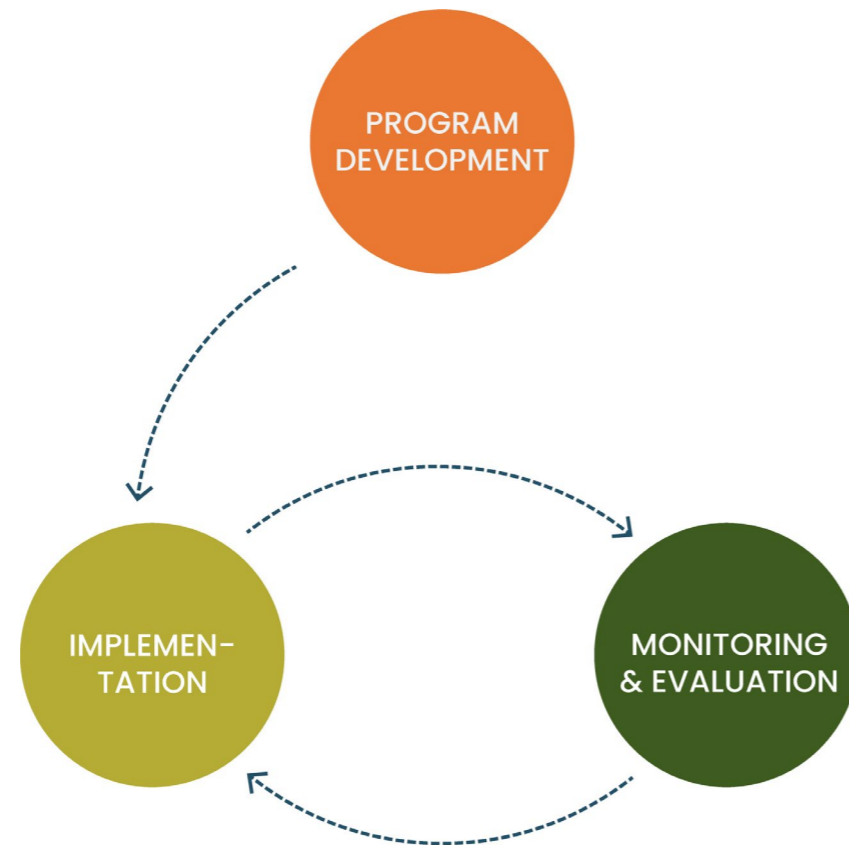 PROGRAM
DEVELOPMENT
IMPLEMEN-
TATION
MONITORING
& EVALUATION